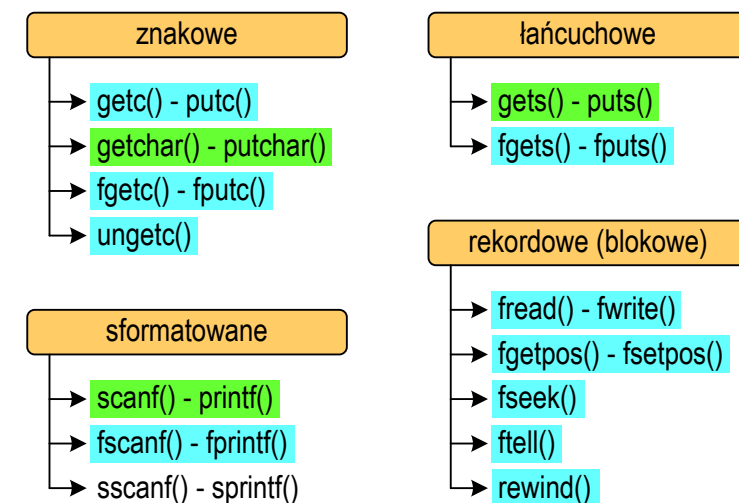 znakowe
getc() - putc()
getchar() - putchar()
fgetc() - fputc()
ungetc()
sformatowane
scanf() - printf()
fscanf() - fprintf()
sscanf() - sprintf()
łańcuchowe
gets() - puts()
fgets() - fputs()
rekordowe (blokowe)
fread() - fwrite()
fgetpos() - fsetpos()
fseek()
ftell()
rewind()